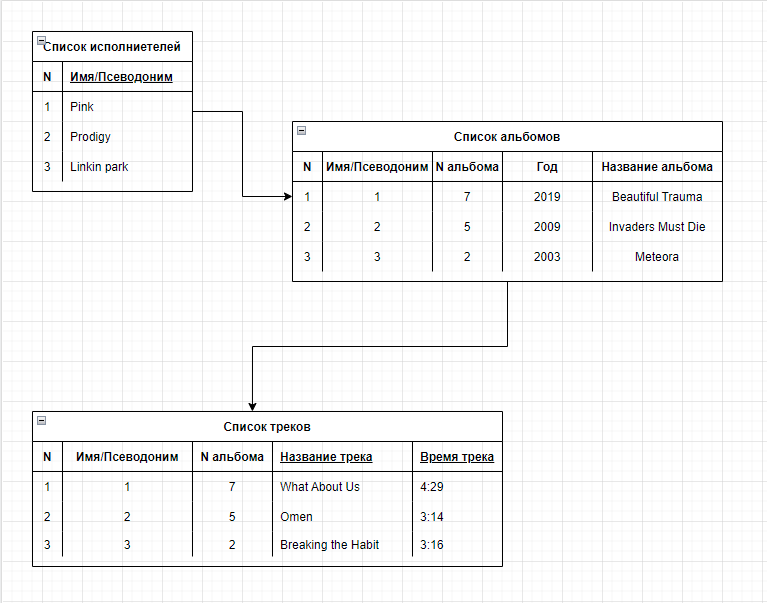 Список исполниетелей
N Имя/Псеводоним
1 Pink
2 Prodigy
3 Linkin park
Список альбомов
N Имя/Псеводоним N альбома Год Название альбома
1 1 7 2019 Beautiful Trauma
2 2 5 2009 Invaders Must Die
3 3 2 2003 Meteora
Список треков
N Имя/Псеводоним N альбома Название трека Время трека
1 1 7 What About Us 4:29
2 2 5 Omen 3:14
3 3 2 Breaking the Habit 3:16